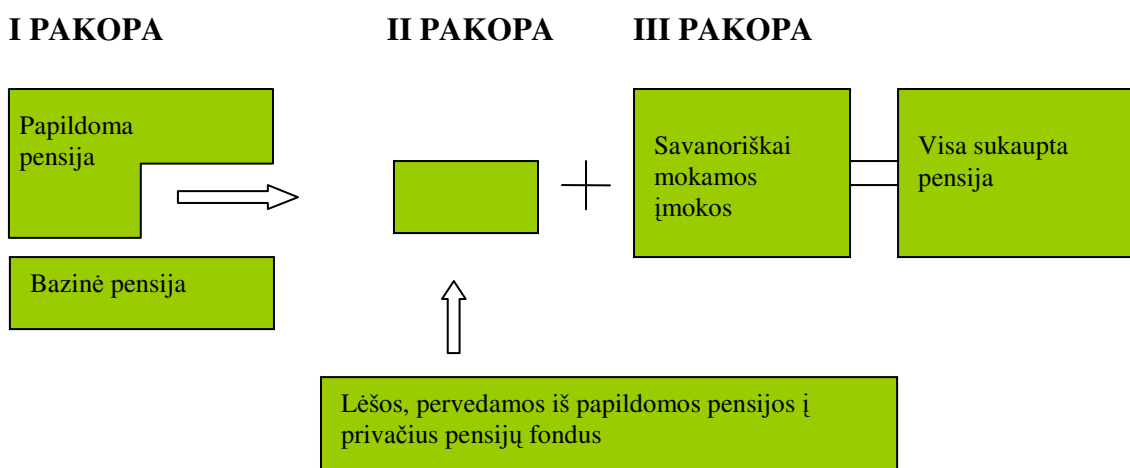 I PAKOPA
II PAKOPA
III PAKOPA
Papildoma
pensija
Bazinė pensija
Savanoriškai
mokamos
įmokos
Visa sukaupta
pensija
Lėšos, pervedamos iš papildomos pensijos į
privačius pensijų fondus